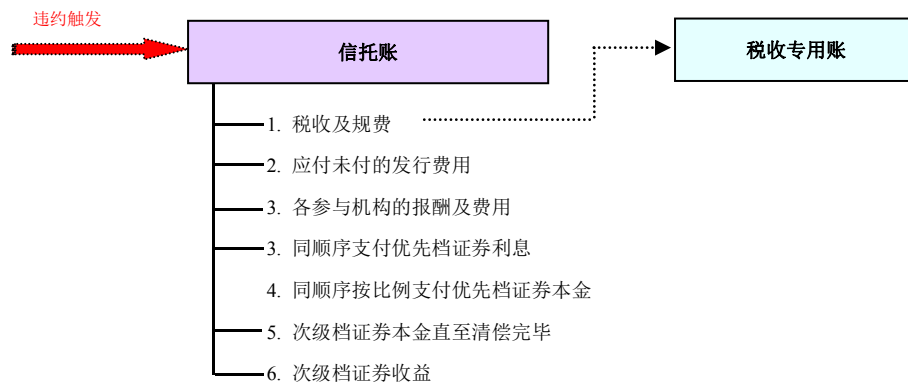 违约触发
信托账
税收专用账
1. 税收及规费
2. 应付未付的发行费用
3. 各参与机构的报酬及费用
3. 同顺序支付优先档证券利息
4. 同顺序按比例支付优先档证券本金
5. 次级档证券本金直至清偿完毕
6. 次级档证券收益